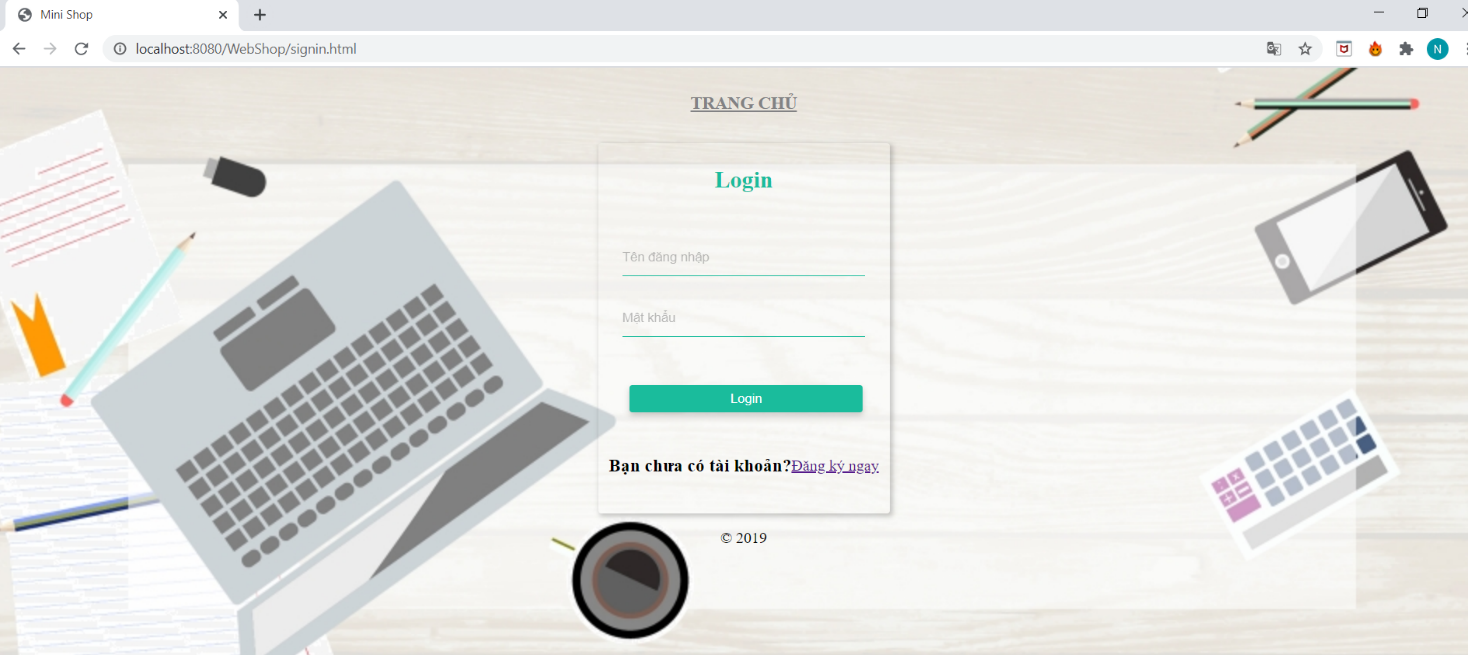 Mini Shop
localhost:8080/WebShop/signin.html
N
TRANG CHỦ
Login
Tên đăng nhập
Mật khẩu
Login
Bạn chưa có tài khoản?Đăng ký ngay
© 2019